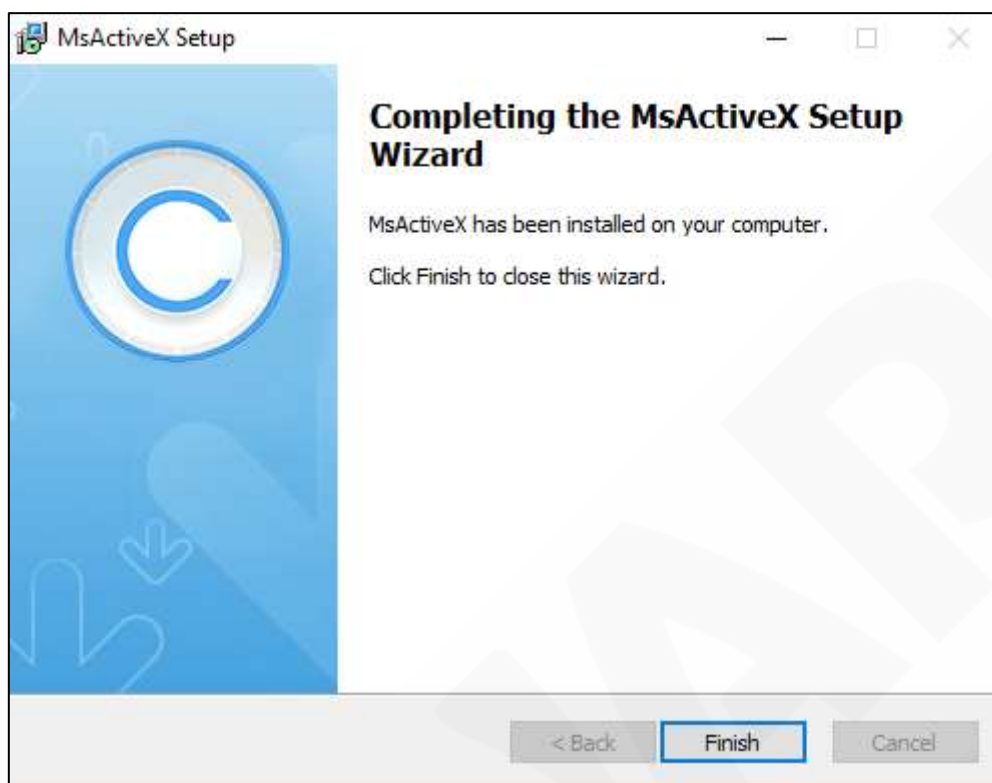 MsActiveX Setup
Completing the MsActiveX Setup
Wizard
MsActiveX has been installed on your computer.
Click Finish to close this wizard.
< Back Finish Cancel